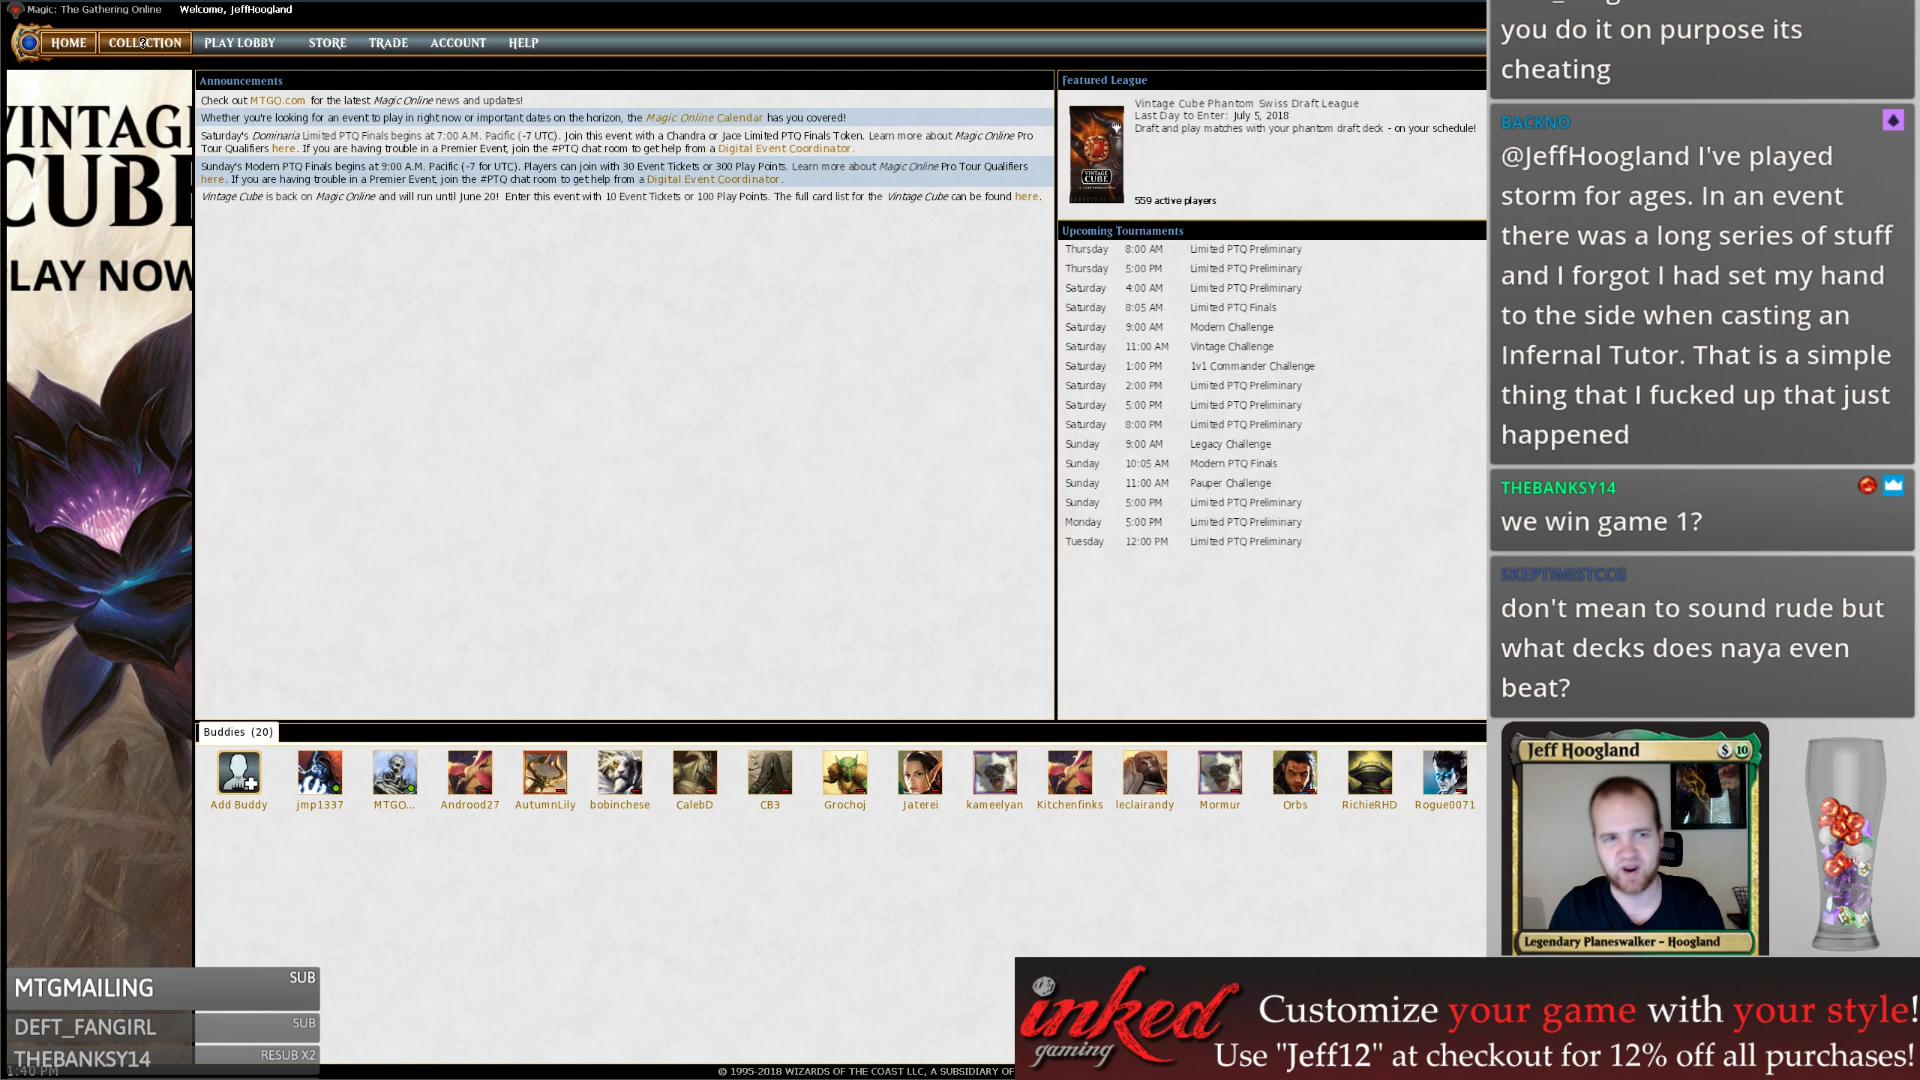 Magic: The Gathering Online Welcome, JeffHoogland
HOME COLLECTION PLAY LOBBY STORE TRADE ACCOUNT HELP
VINTAG
CUBE
LAY NOW
Announcements
Check out MTGO.com for the latest Magic Online news and updates!
Whether you're looking for an event to play in right now or important dates on the horizon, the Magic Online Calendar has you covered!
Saturday's Dominaria Limited PTQ Finals begins at 7:00 A.M. Pacific (-7 UTC). Join this event with a Chandra or Jace Limited PTQ Finals Token. Learn more about Magic Online Pro
Tour Qualifiers here. If you are having trouble in a Premier Event, join the #PTQ chat room to get help from a Digital Event Coordinator.
Sunday's Modern PTQ Finals begins at 9:00 A.M. Pacific (-7 for UTC). Players can join with 30 Event Tickets or 300 Play Points. Learn more about Magic Online Pro Tour Qualifiers
here. If you are having trouble in a Premier Event, join the #PTQ chat room to get help from a Digital Event Coordinator.
Vintage Cube is back on Magic Online and will run until June 20! Enter this event with 10 Event Tickets or 100 Play Points. The full card list for the Vintage Cube can be found here.
Featured League
VINTAGE
CUBE
Vintage Cube Phantom Swiss Draft League
Last Day to Enter: July 5, 2018
Draft and play matches with your phantom draft deck - on your schedule!
559 active players
Upcoming Tournaments
Thursday 8:00 AM Limited PTQ Preliminary
Thursday 5:00 PM Limited PTQ Preliminary
Saturday 4:00 AM Limited PTQ Preliminary
Saturday 8:05 AM Limited PTQ Finals
Saturday 9:00 AM Modern Challenge
Saturday 11:00 AM Vintage Challenge
Saturday 1:00 PM 1v1 Commander Challenge
Saturday 2:00 PM Limited PTQ Preliminary
Saturday 5:00 PM Limited PTQ Preliminary
Saturday 8:00 PM Limited PTQ Preliminary
Sunday 9:00 AM Legacy Challenge
Sunday 10:05 AM Modern PTQ Finals
Sunday 11:00 AM Pauper Challenge
Sunday 5:00 PM Limited PTQ Preliminary
Monday 5:00 PM Limited PTQ Preliminary
Tuesday 12:00 PM Limited PTQ Preliminary
Buddies (20)
Add Buddy jmp1337 MTGO... Androod27 AutumnLily bobinchese CalebD CB3 Grochoj Jaterei kameelyan Kitchenfinks leclairandy Mormur Orbs RichieRHD Rogue0071
MTGMAILING SUB
DEFT_FANGIRL SUB
THEBANKSY14 RESUB X2
1:40 PM
© 1995-2018 WIZARDS OF THE COAST LLC, A SUBSIDIARY OF
you do it on purpose its
cheating
BACKNO
@JeffHoogland I've played
storm for ages. In an event
there was a long series of stuff
and I forgot I had set my hand
to the side when casting an
Infernal Tutor. That is a simple
thing that I fucked up that just
happened
THEBANKSY14
we win game 1?
SKEPTIMISTCCG
don't mean to sound rude but
what decks does naya even
beat?
Jeff Hoogland $ 10
Legendary Planeswalker - Hoogland
inked
gaming
Customize your game with your style!
Use "Jeff12" at checkout for 12% off all purchases!